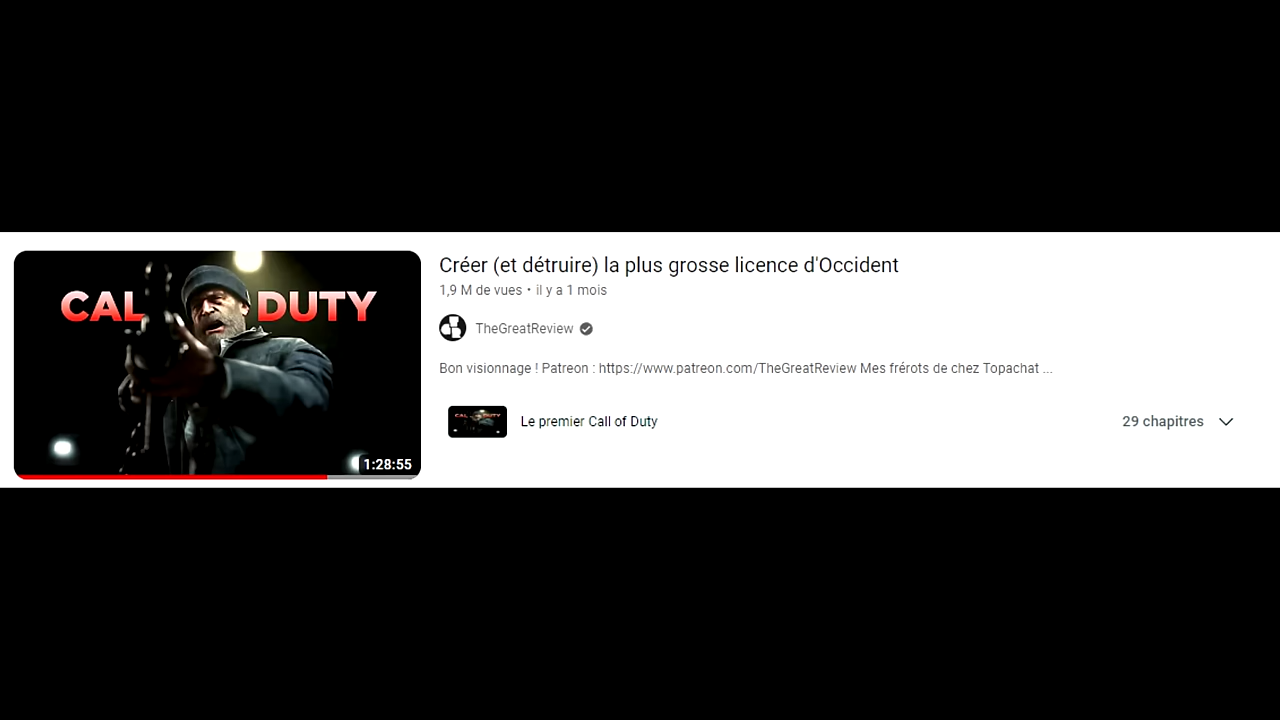 CAL DUTY
1:28:55
Créer (et détruire) la plus grosse licence d'Occident
1,9 M de vues • il y a 1 mois
TheGreatReview
Bon visionnage ! Patreon : https://www.patreon.com/TheGreatReview Mes frérots de chez Topachat ...
CAL DUTY
Le premier Call of Duty
29 chapitres